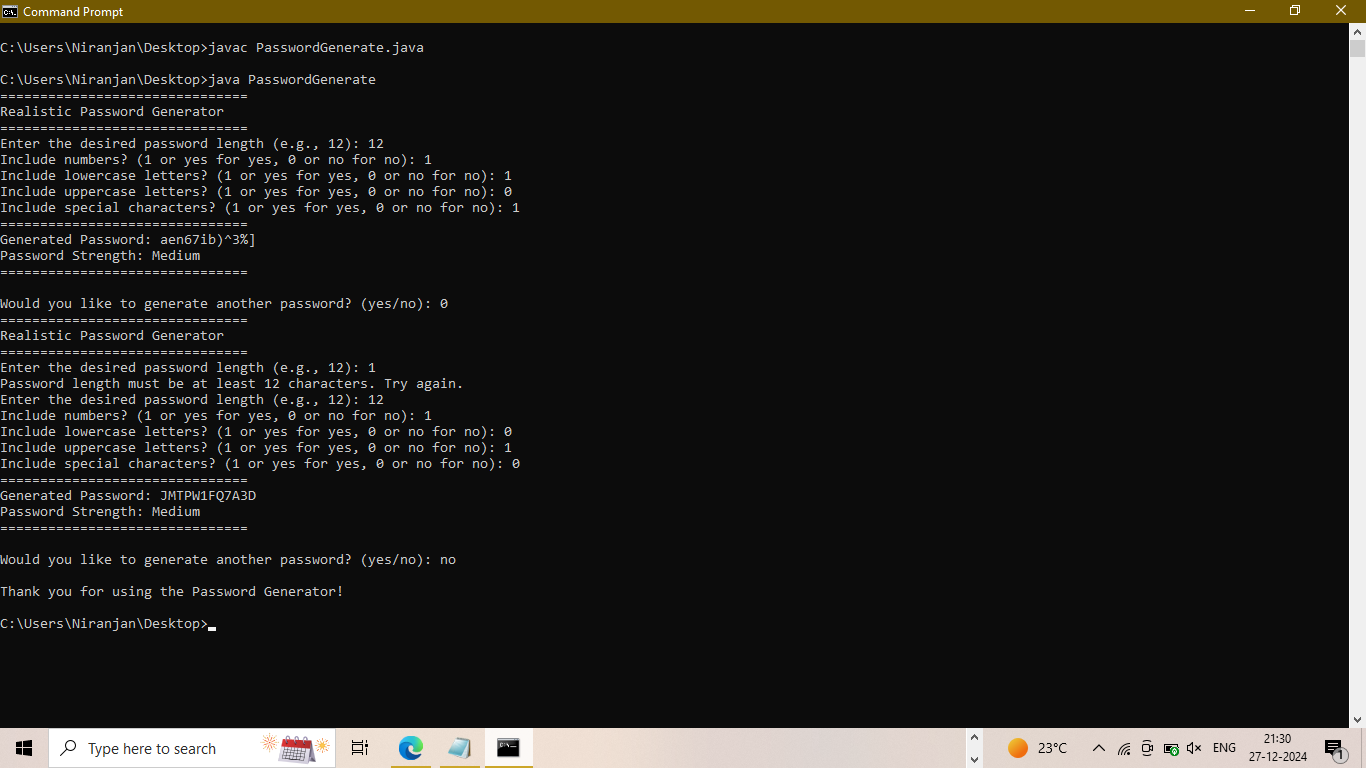 Command Prompt
C:\Users\Niranjan\Desktop>javac PasswordGenerate.java
C:\Users\Niranjan\Desktop>java PasswordGenerate
===============================
Realistic Password Generator
===============================
Enter the desired password length (e.g., 12): 12
Include numbers? (1 or yes for yes, 0 or no for no): 1
Include lowercase letters? (1 or yes for yes, 0 or no for no): 1
Include uppercase letters? (1 or yes for yes, 0 or no for no): 0
Include special characters? (1 or yes for yes, 0 or no for no): 1
===============================
Generated Password: aen67ib)^3%]
Password Strength: Medium
===============================
Would you like to generate another password? (yes/no): 0
===============================
Realistic Password Generator
===============================
Enter the desired password length (e.g., 12): 1
Password length must be at least 12 characters. Try again.
Enter the desired password length (e.g., 12): 12
Include numbers? (1 or yes for yes, 0 or no for no): 1
Include lowercase letters? (1 or yes for yes, 0 or no for no): 0
Include uppercase letters? (1 or yes for yes, 0 or no for no): 1
Include special characters? (1 or yes for yes, 0 or no for no): 0
===============================
Generated Password: JMTPW1FQ7A3D
Password Strength: Medium
===============================
Would you like to generate another password? (yes/no): no
Thank you for using the Password Generator!
C:\Users\Niranjan\Desktop>
Type here to search
23°C
ENG
21:30
27-12-2024
1